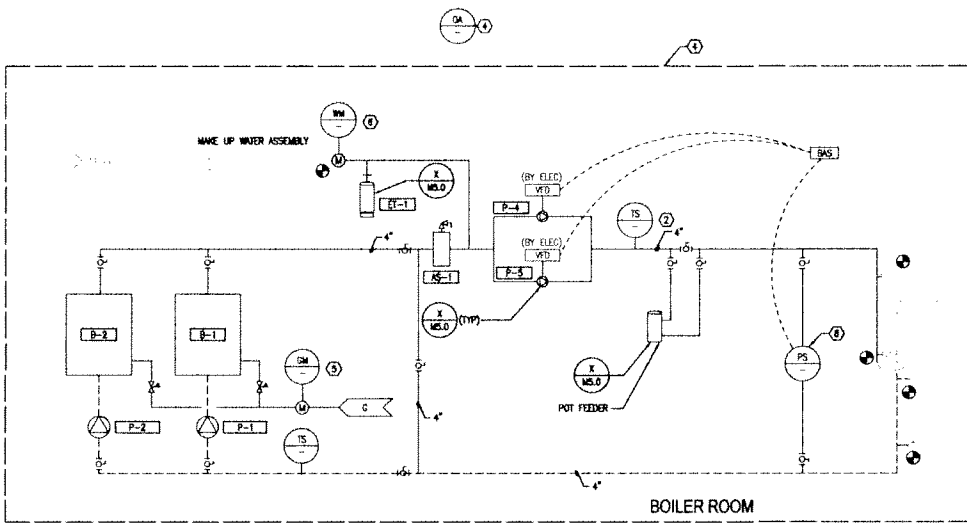 OA
–
4
4
WM
–
6
MAKE UP WATER ASSEMBLY
M
X
M5.0
ET-1
(BY ELEC)
VFD
P-4
BAS
TS
–
2
4"
4"
(BY ELEC)
VFD
P-5
AS-1
X
M5.0
(TYP)
B-2
B-1
GM
–
5
X
M5.0
PS
–
8
M
G
4"
POT FEEDER
P-2
P-1
TS
–
4"
BOILER ROOM